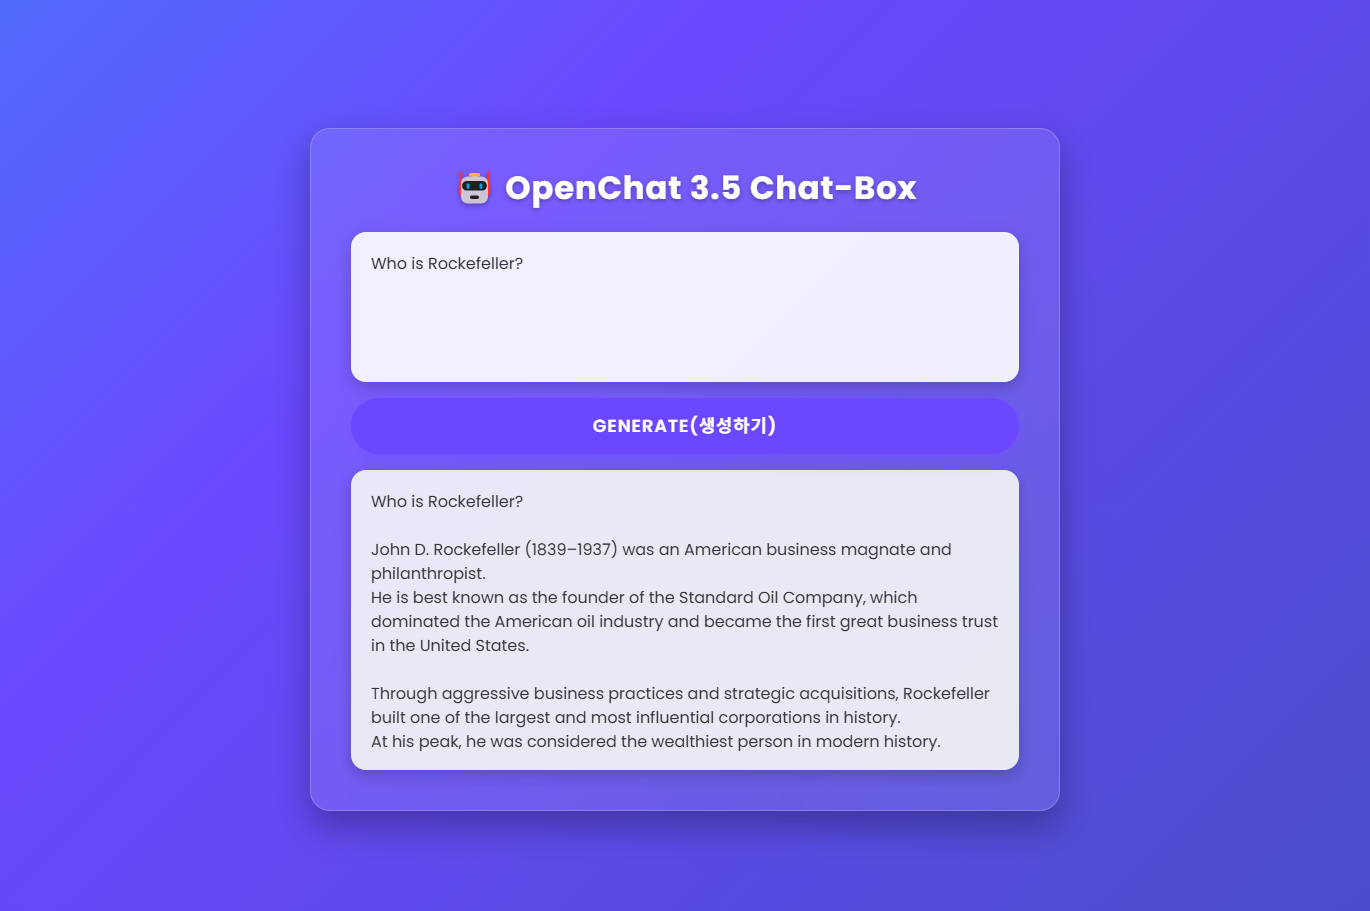 OpenChat 3.5 Chat-Box
Who is Rockefeller?
GENERATE(생성하기)
Who is Rockefeller?
John D. Rockefeller (1839–1937) was an American business magnate and
philanthropist.
He is best known as the founder of the Standard Oil Company, which
dominated the American oil industry and became the first great business trust
in the United States.
Through aggressive business practices and strategic acquisitions, Rockefeller
built one of the largest and most influential corporations in history.
At his peak, he was considered the wealthiest person in modern history.